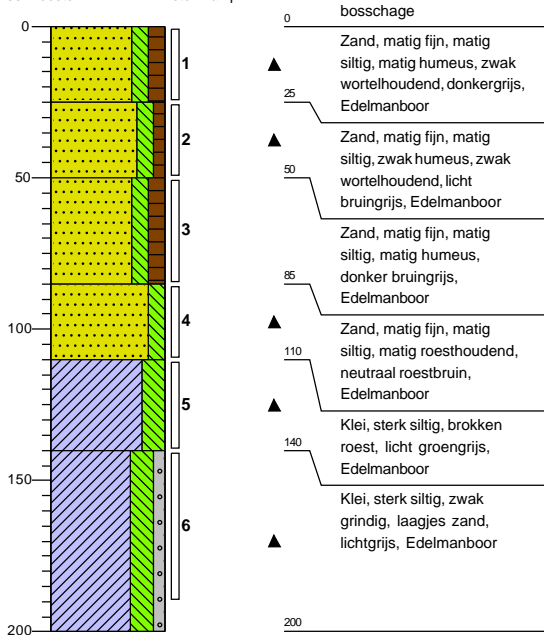 bosschage
0
0
Zand, matig fijn, matig
siltig, matig humeus, zwak
wortelhoudend, donkergrijs,
Edelmanboor
1
25
2
Zand, matig fijn, matig
siltig, zwak humeus, zwak
wortelhoudend, licht
bruingrijs, Edelmanboor
50
50
3
Zand, matig fijn, matig
siltig, matig humeus,
donker bruingrijs,
Edelmanboor
85
4
100
Zand, matig fijn, matig
siltig, matig roesthoudend,
neutraal roestbruin,
Edelmanboor
110
5
Klei, sterk siltig, brokken
roest, licht groengrijs,
Edelmanboor
140
150
6
Klei, sterk siltig, zwak
grindig, laagjes zand,
lichtgrijs, Edelmanboor
200
200